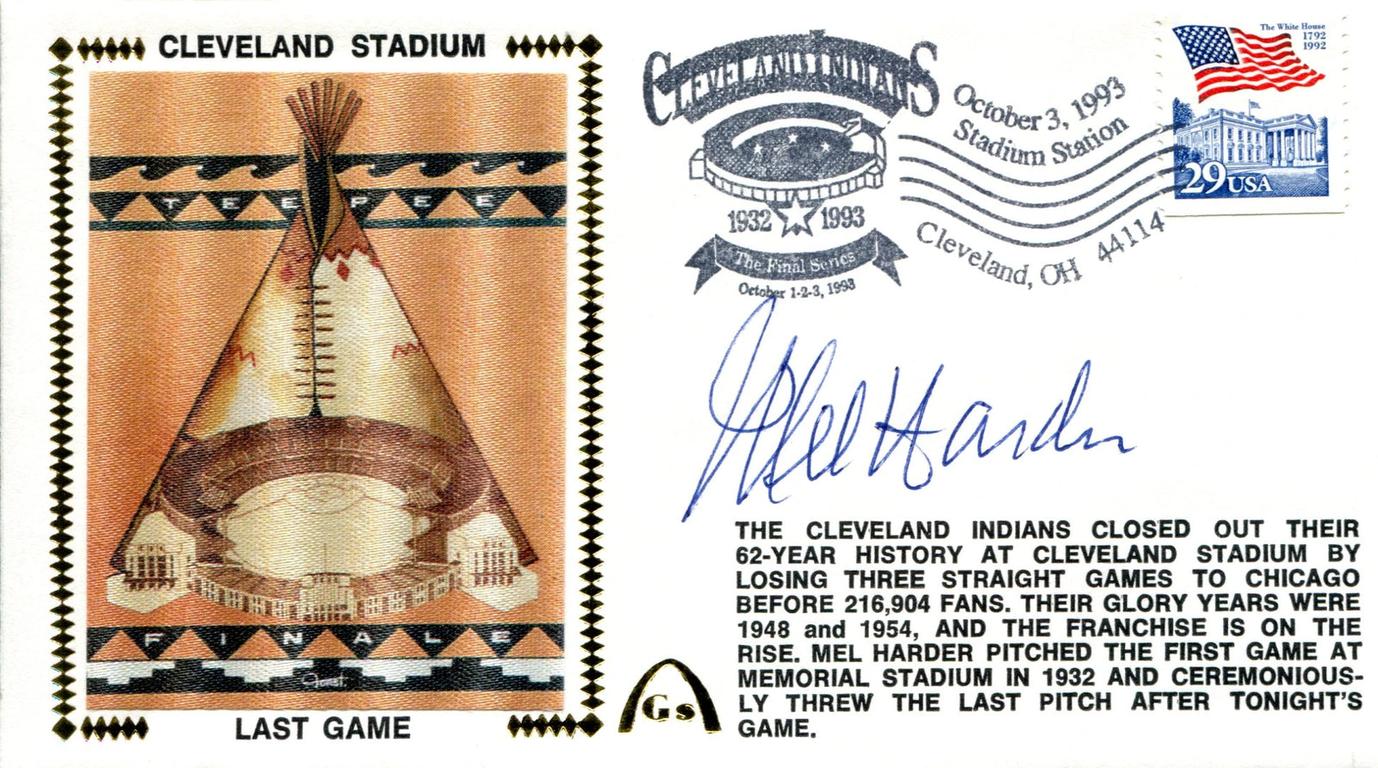 CLEVELAND STADIUM
TEEPEE
FINALE
LAST GAME
CLEVELAND INDIANS
1932 1993
The Final Series
October 1-2-3, 1993
October 3, 1993
Stadium Station
Cleveland, OH 44114
The White House
1792
1992
29 USA
Mel Harder
Gs
THE CLEVELAND INDIANS CLOSED OUT THEIR
62-YEAR HISTORY AT CLEVELAND STADIUM BY
LOSING THREE STRAIGHT GAMES TO CHICAGO
BEFORE 216,904 FANS. THEIR GLORY YEARS WERE
1948 and 1954, AND THE FRANCHISE IS ON THE
RISE. MEL HARDER PITCHED THE FIRST GAME AT
MEMORIAL STADIUM IN 1932 AND CEREMONIOUS-
LY THREW THE LAST PITCH AFTER TONIGHT'S
GAME.